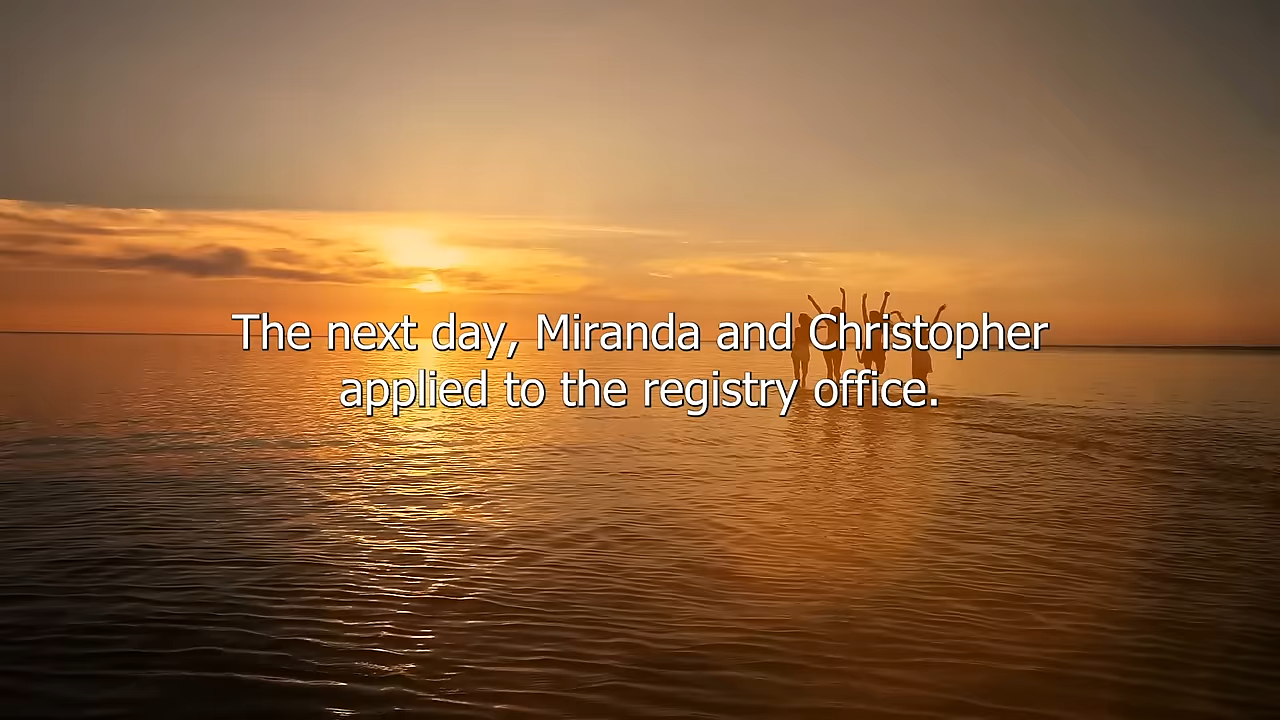 The next day, Miranda and Christopher
applied to the registry office.